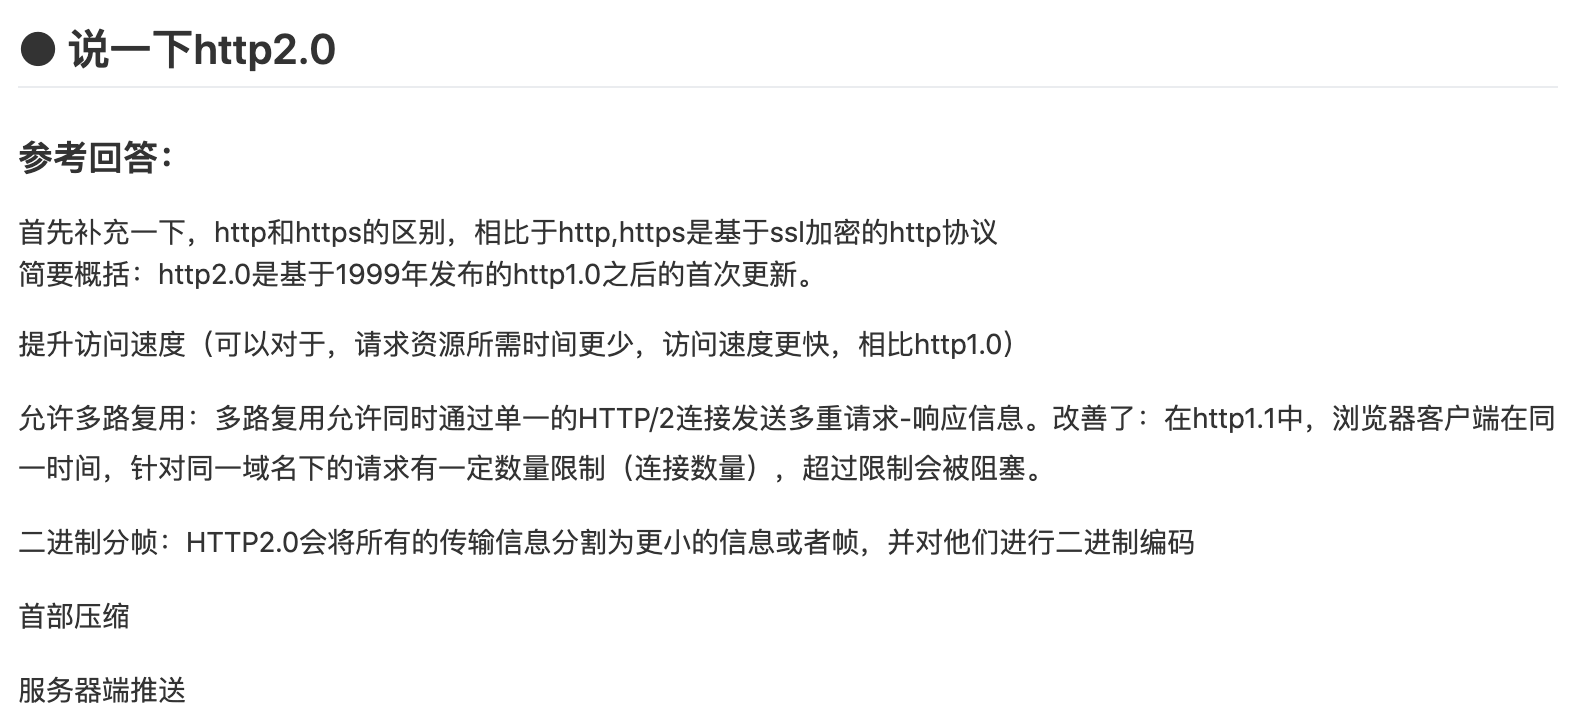 ● 说一下http2.0
参考回答：
首先补充一下，http和https的区别，相比于http,https是基于ssl加密的http协议
简要概括：http2.0是基于1999年发布的http1.0之后的首次更新。
提升访问速度（可以对于，请求资源所需时间更少，访问速度更快，相比http1.0）
允许多路复用：多路复用允许同时通过单一的HTTP/2连接发送多重请求-响应信息。改善了：在http1.1中，浏览器客户端在同
一时间，针对同一域名下的请求有一定数量限制（连接数量），超过限制会被阻塞。
二进制分帧：HTTP2.0会将所有的传输信息分割为更小的信息或者帧，并对他们进行二进制编码
首部压缩
服务器端推送